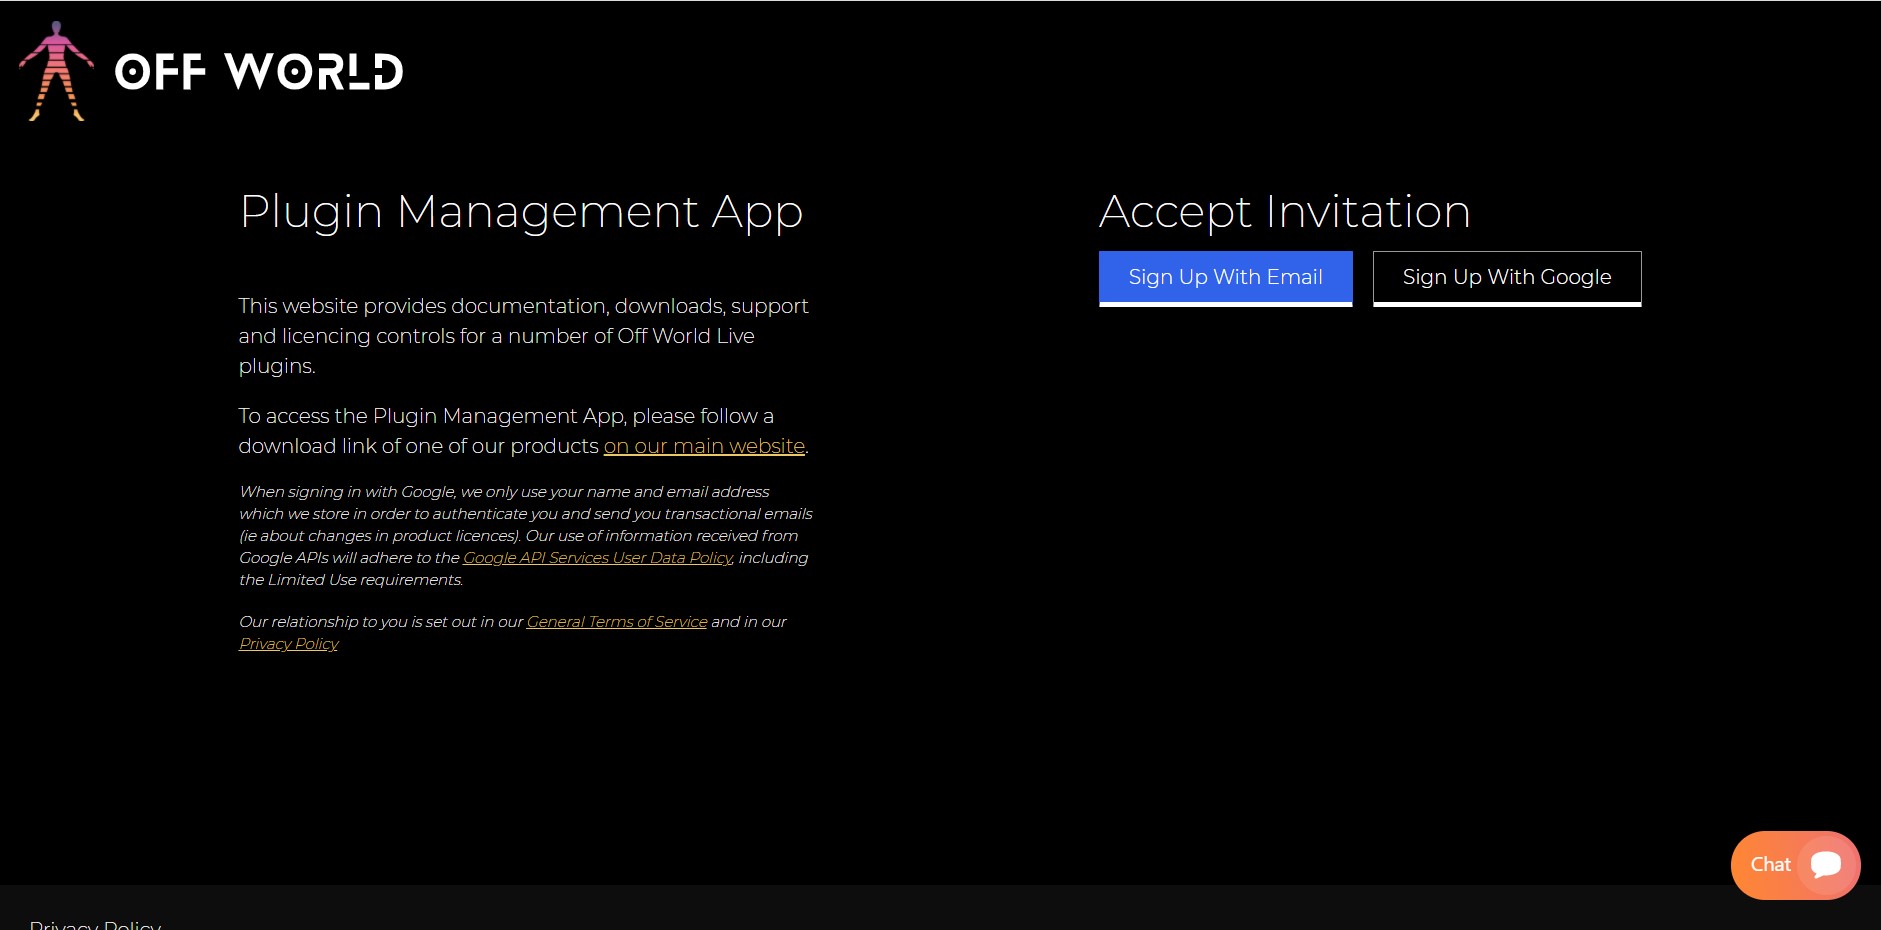 OFF WORLD
Plugin Management App
This website provides documentation, downloads, support
and licencing controls for a number of Off World Live
plugins.
To access the Plugin Management App, please follow a
download link of one of our products on our main website.
When signing in with Google, we only use your name and email address
which we store in order to authenticate you and send you transactional emails
(ie about changes in product licences). Our use of information received from
Google APIs will adhere to the Google API Services User Data Policy, including
the Limited Use requirements.
Our relationship to you is set out in our General Terms of Service and in our
Privacy Policy
Accept Invitation
Sign Up With Email
Sign Up With Google
Chat
Privacy Policy